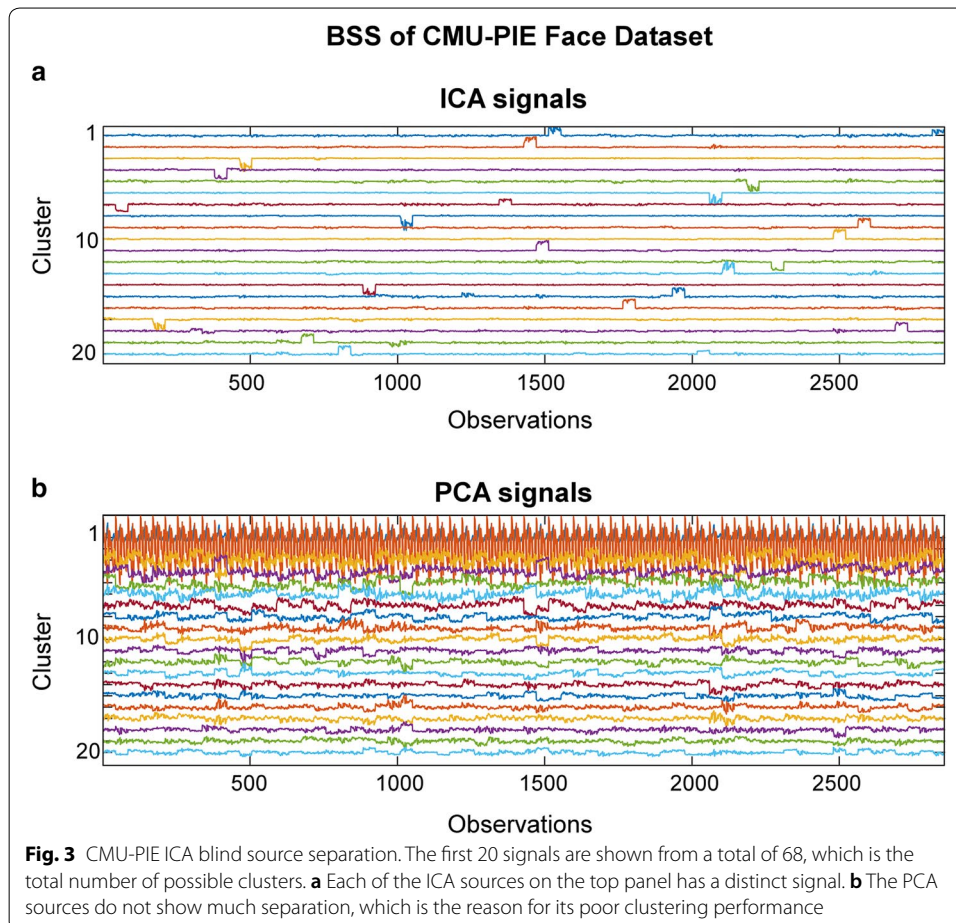 BSS of CMU-PIE Face Dataset
a
ICA signals
1
10
20
Cluster
500 1000 1500 2000 2500
Observations
b
PCA signals
1
10
20
Cluster
500 1000 1500 2000 2500
Observations
Fig. 3 CMU-PIE ICA blind source separation. The first 20 signals are shown from a total of 68, which is the
total number of possible clusters. a Each of the ICA sources on the top panel has a distinct signal. b The PCA
sources do not show much separation, which is the reason for its poor clustering performance